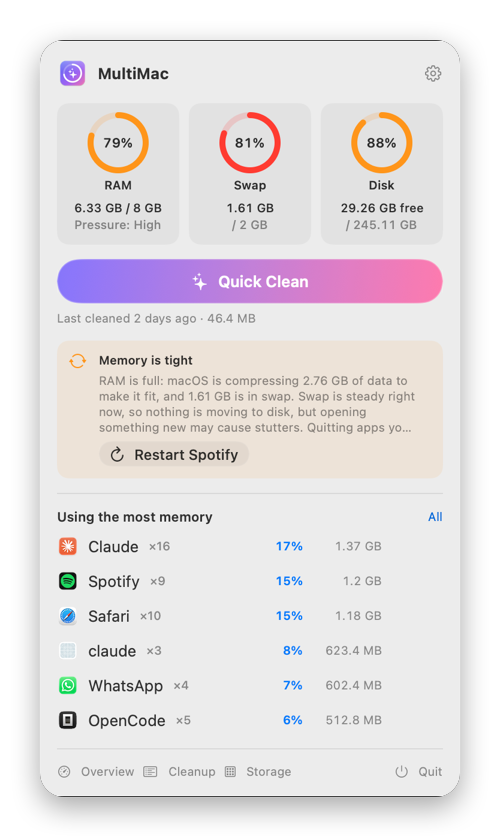 MultiMac
79% 81% 88%
RAM Swap Disk
6.33 GB / 8 GB 1.61 GB 29.26 GB free
Pressure: High / 2 GB / 245.11 GB
Quick Clean
Last cleaned 2 days ago · 46.4 MB
Memory is tight
RAM is full: macOS is compressing 2.76 GB of data to
make it fit, and 1.61 GB is in swap. Swap is steady right
now, so nothing is moving to disk, but opening
something new may cause stutters. Quitting apps yo...
Restart Spotify
Using the most memory All
Claude ×16 17% 1.37 GB
Spotify ×9 15% 1.2 GB
Safari ×10 15% 1.18 GB
claude ×3 8% 623.4 MB
WhatsApp ×4 7% 602.4 MB
OpenCode ×5 6% 512.8 MB
Overview Cleanup Storage Quit